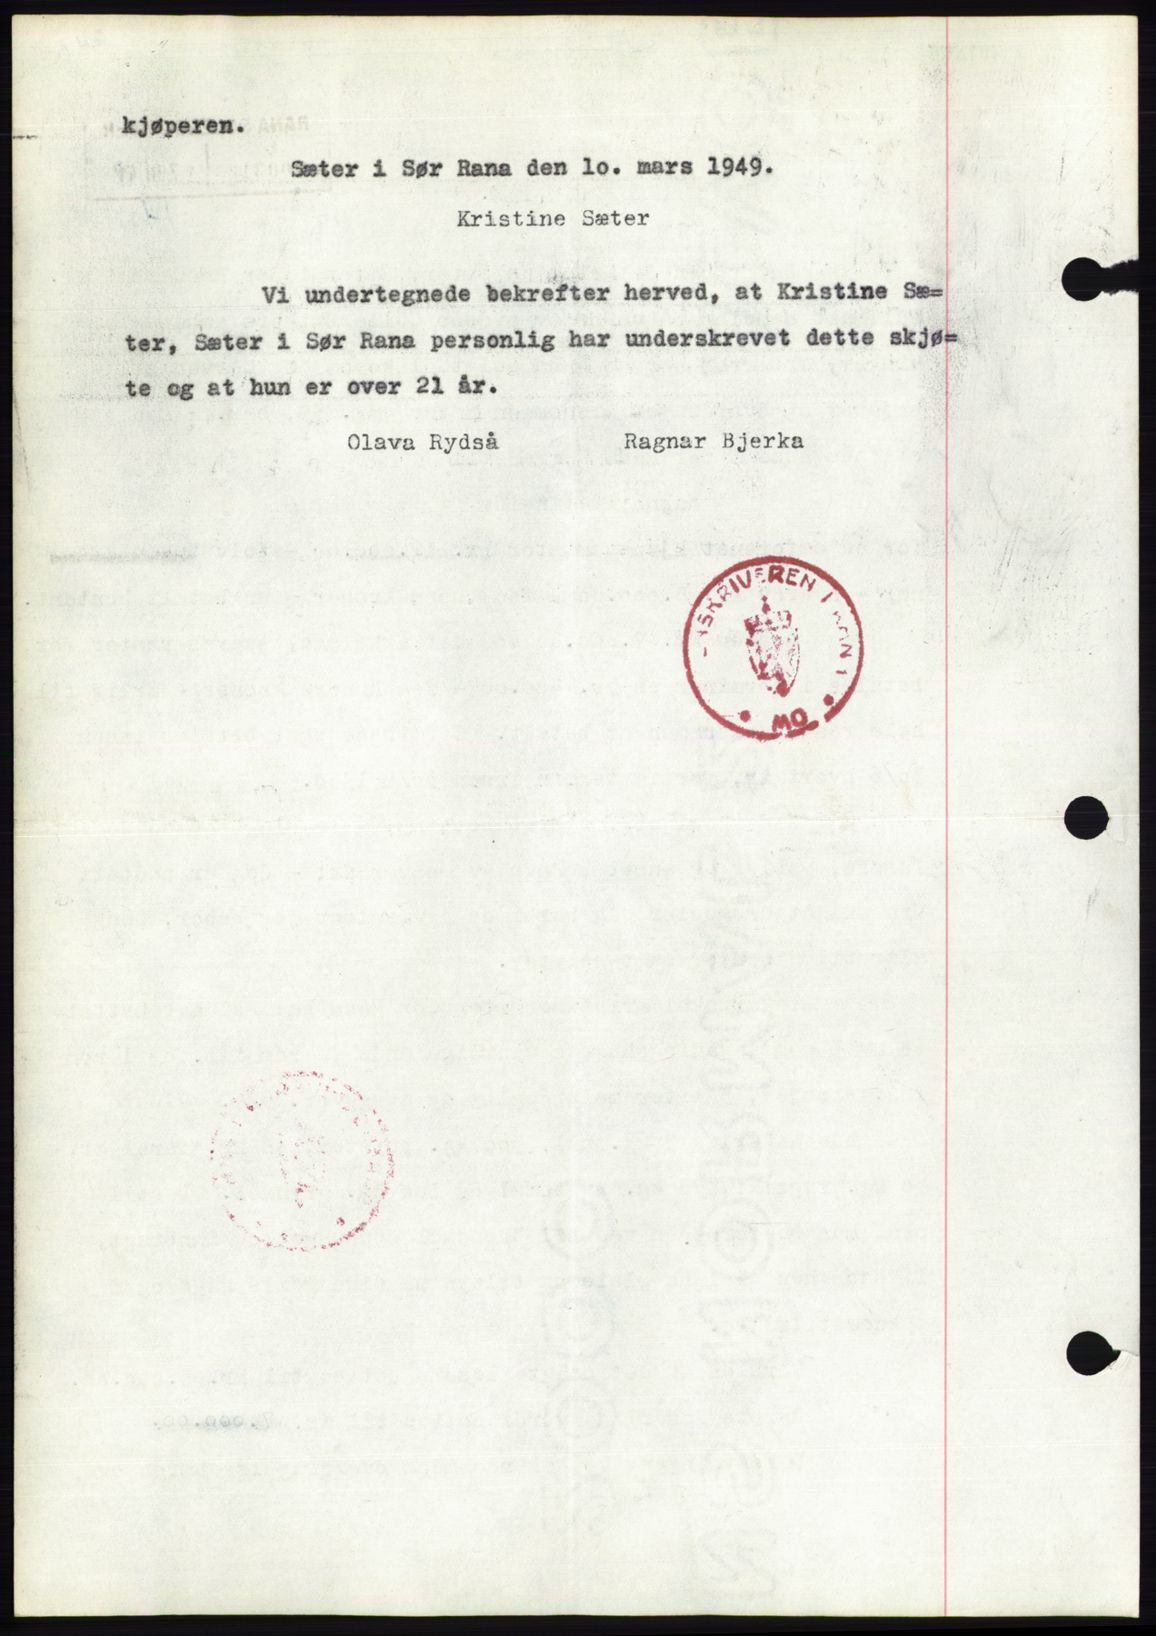 kjøperen.
Sæter i Sør Rana den lo. mars 1949.
Kristine Sæter
Vi undertegnede bekrefter herved, at Kristine Sæ=
ter, Sæter i Sør Rana personlig har underskrevet dette skjø=
te og at hun er over 21 år.
Olava Rydså Ragnar Bjerka
SKRIVEREN I
MO